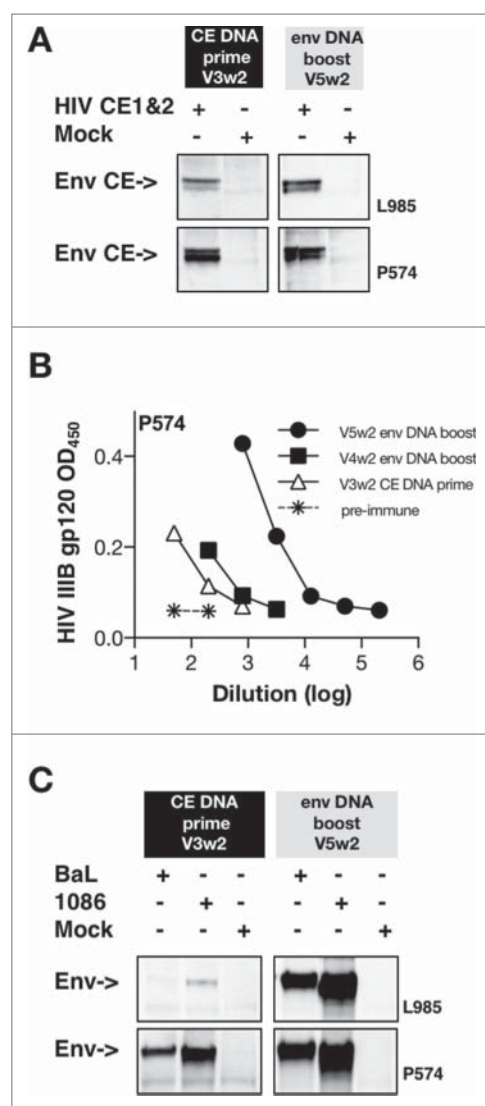 A
CE DNA
prime
V3w2
env DNA
boost
V5w2
HIV CE1&2 + - + -
Mock - + - +
Env CE->
L985
Env CE->
P574
B
P574
HIV IIIB gp120 OD450
0.4
0.2
0.0
V5w2 env DNA boost
V4w2 env DNA boost
V3w2 CE DNA prime
pre-immune
1 2 3 4 5 6
Dilution (log)
C
CE DNA
prime
V3w2
env DNA
boost
V5w2
BaL + - - + - -
1086 - + - - + -
Mock - - + - - +
Env->
L985
Env->
P574